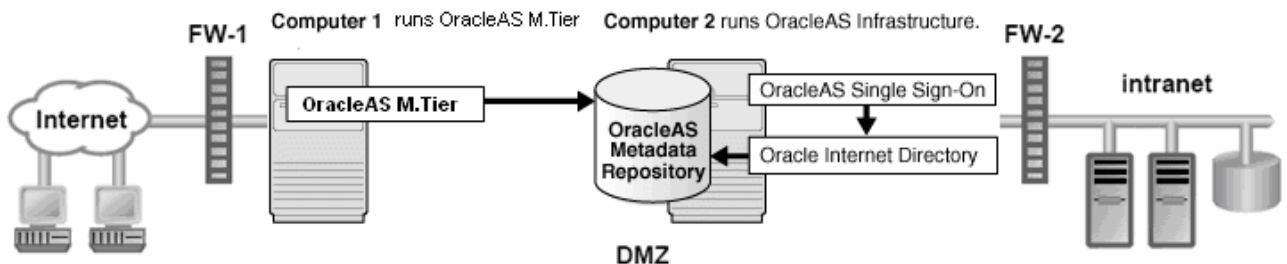 Computer 1 runs OracleAS M.Tier
Computer 2 runs OracleAS Infrastructure.
FW-1
FW-2
Internet
OracleAS M.Tier
OracleAS
Metadata
Repository
OracleAS Single Sign-On
Oracle Internet Directory
intranet
DMZ